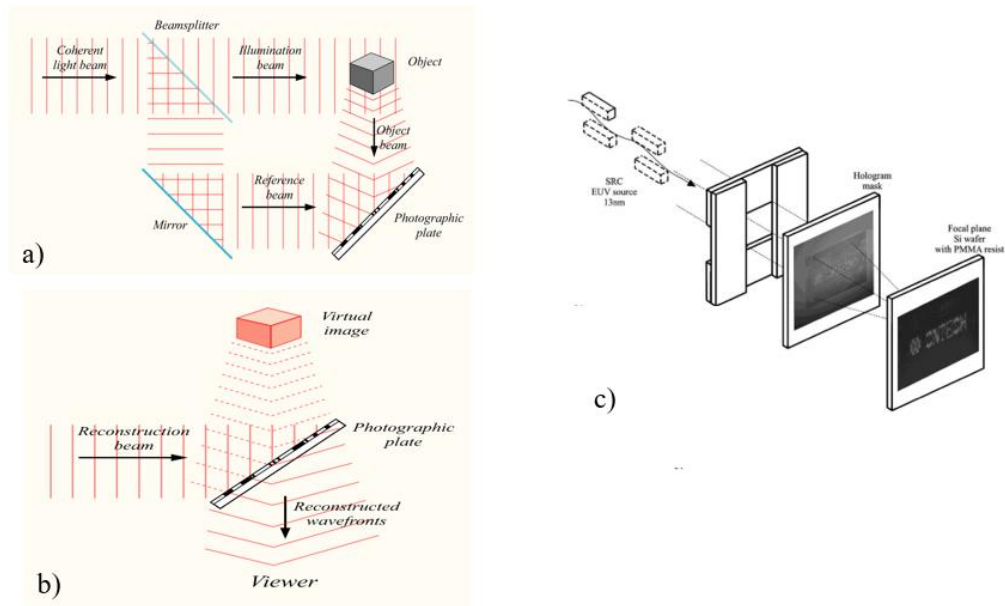 Beamsplitter
Coherent
light beam
Illumination
beam
Object
Object
beam
Reference
beam
Mirror
Photographic
plate
a)
Virtual
image
Reconstruction
beam
Photographic
plate
Reconstructed
wavefronts
Viewer
b)
SRC
EUV source
13nm
Hologram
mask
Focal plane
Si wafer
with PMMA resist
CNTECH
c)